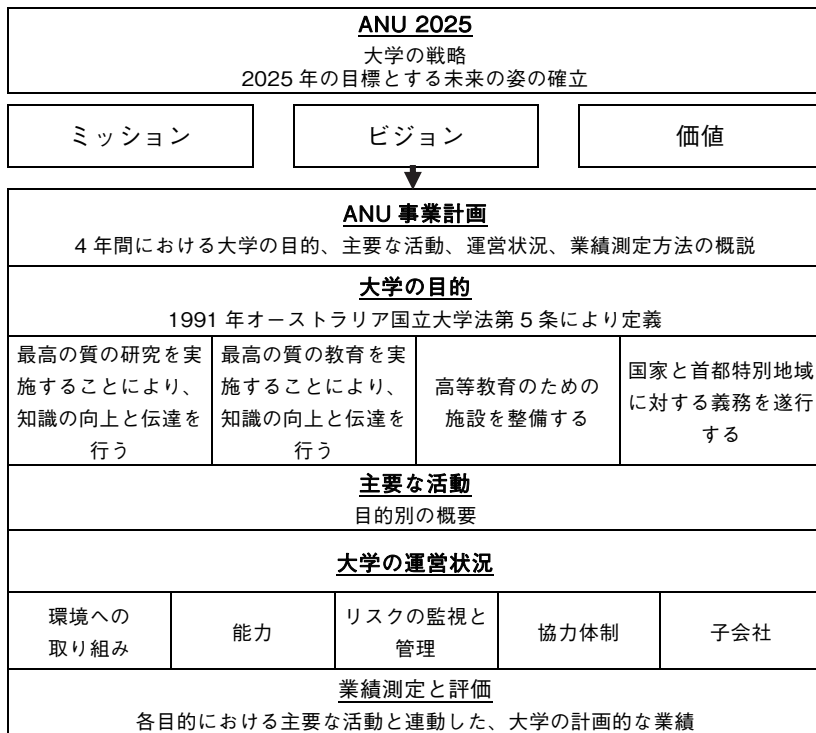 ANU 2025
大学の戦略
2025 年の目標とする未来の姿の確立
ミッション
ビジョン
価値
ANU 事業計画
4 年間における大学の目的、主要な活動、運営状況、業績測定方法の概説
大学の目的
1991 年オーストラリア国立大学法第 5 条により定義
最高の質の研究を実
施することにより、
知識の向上と伝達を
行う
最高の質の教育を実
施することにより、
知識の向上と伝達を
行う
高等教育のための
施設を整備する
国家と首都特別地域
に対する義務を遂行
する
主要な活動
目的別の概要
大学の運営状況
環境への
取り組み
能力
リスクの監視と
管理
協力体制
子会社
業績測定と評価
各目的における主要な活動と連動した、大学の計画的な業績